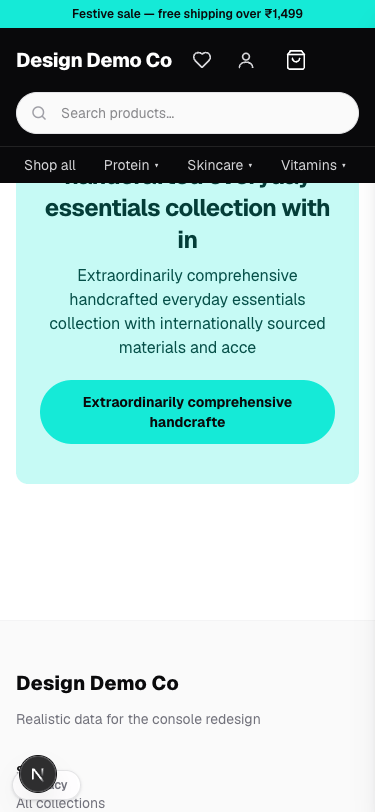 Festive sale — free shipping over ₹1,499
Design Demo Co
Search products…
Shop all Protein Skincare Vitamins
essentials collection with
in
Extraordinarily comprehensive
handcrafted everyday essentials
collection with internationally sourced
materials and acce
Extraordinarily comprehensive
handcrafte
Design Demo Co
Realistic data for the console redesign
N
All collections